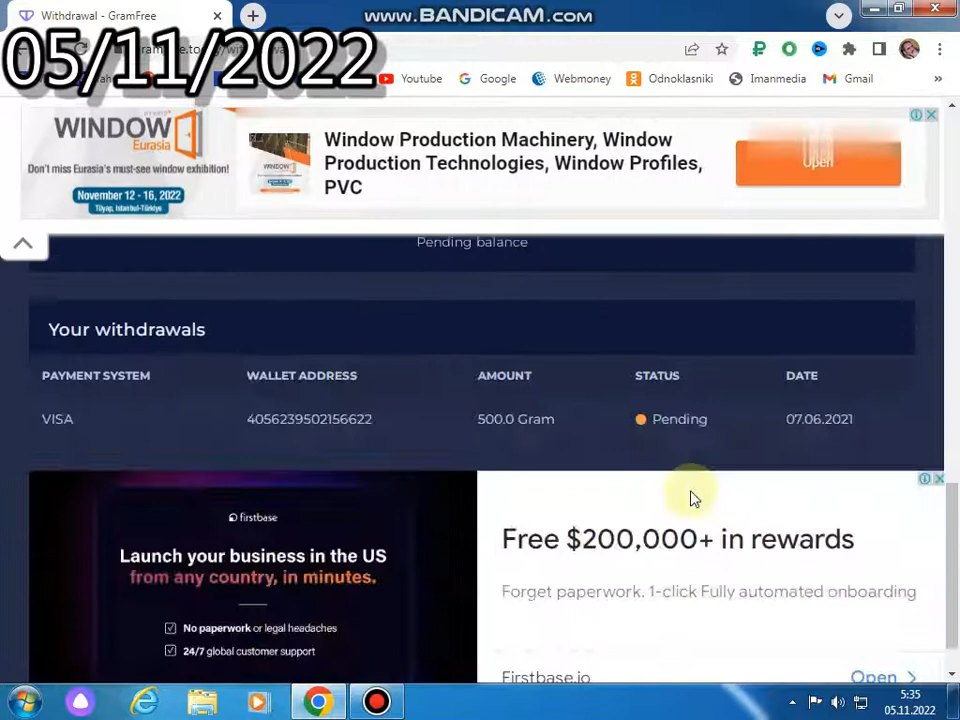 Withdrawal - GramFree
www.BANDICAM.com
05/11/2022
Youtube
Google
Webmoney
Odnoklasniki
Imanmedia
Gmail
WINDOW
Eurasia
Don't miss Eurasia's must-see window exhibition!
November 12 - 16, 2022
Tüyap, Istanbul-Türkiye
Window Production Machinery, Window
Production Technologies, Window Profiles,
PVC
Open
Pending balance
Your withdrawals
PAYMENT SYSTEM WALLET ADDRESS AMOUNT STATUS DATE
VISA 4056239502156622 500.0 Gram Pending 07.06.2021
firstbase
Launch your business in the US
from any country, in minutes.
No paperwork or legal headaches
24/7 global customer support
Free $200,000+ in rewards
Forget paperwork. 1-click Fully automated onboarding
Firstbase.io
Open
5:35
05.11.2022